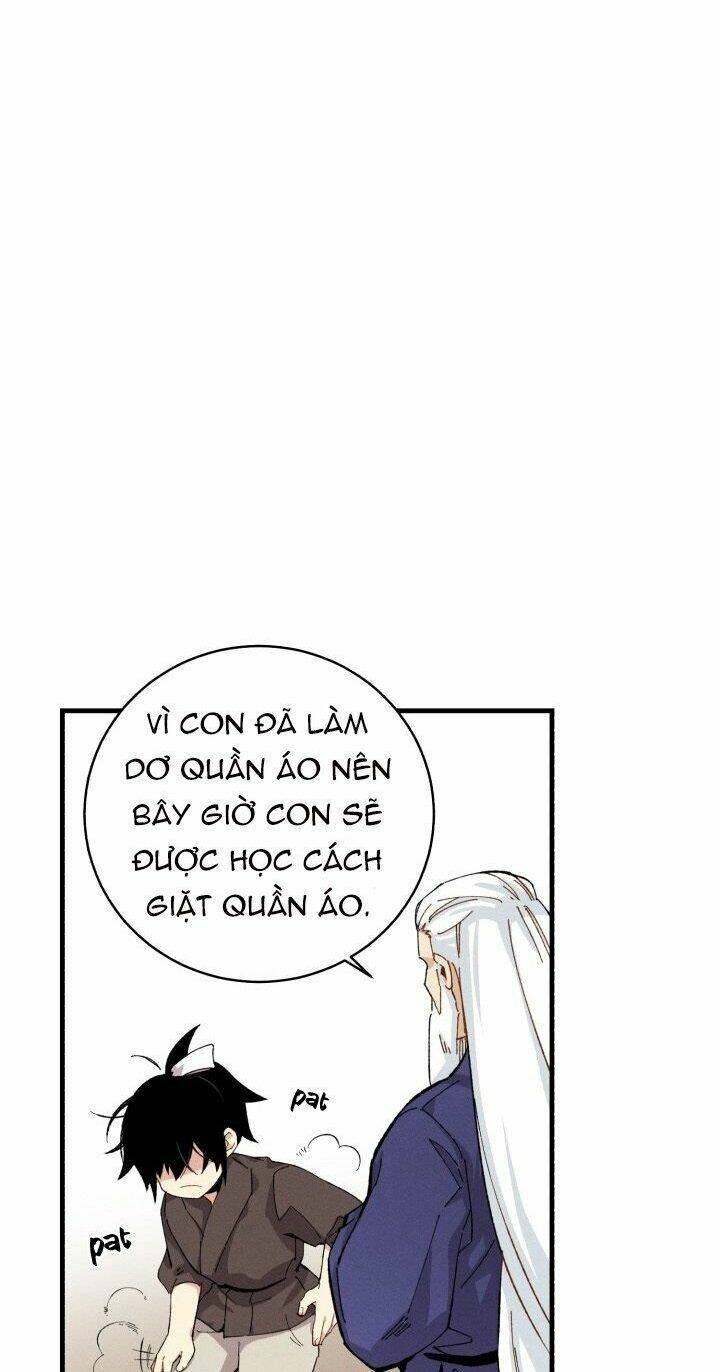 VÌ CON ĐÃ LÀM
DƠ QUẦN ÁO NÊN
BÂY GIỜ CON SẼ
ĐƯỢC HỌC CÁCH
GIẶT QUẦN ÁO.
pat
pat